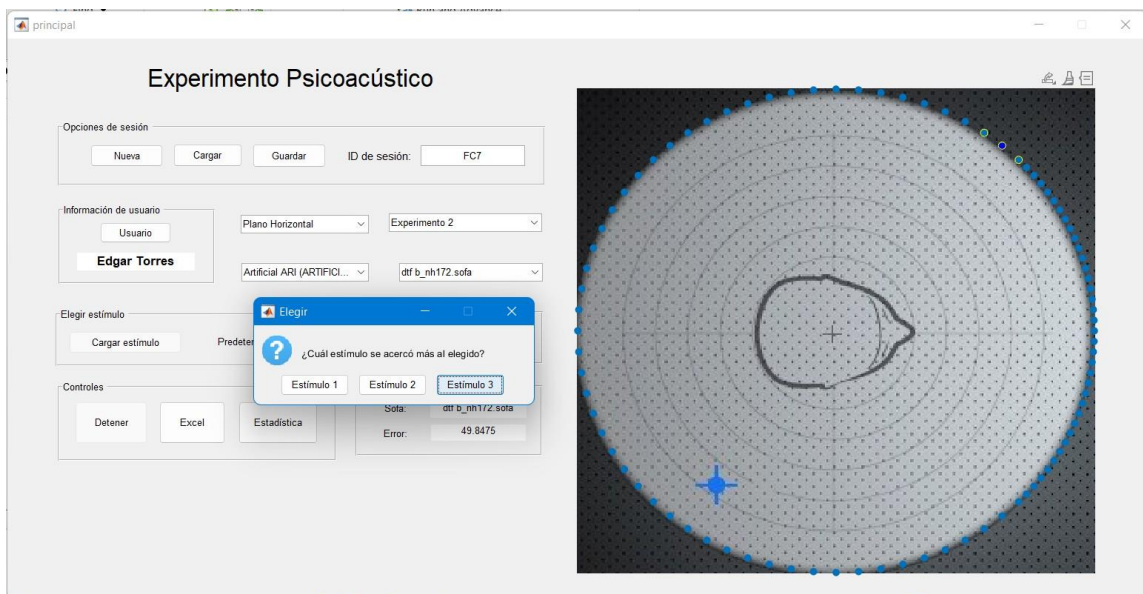 principal
Experimento Psicoacústico
Opciones de sesión
Nueva Cargar Guardar ID de sesión: FC7
Información de usuario
Usuario
Edgar Torres
Plano Horizontal Experimento 2
Artificial ARI (ARTIFICI... dtf b_nh172.sofa
Elegir estímulo
Cargar estímulo
Elegir
¿Cuál estímulo se acercó más al elegido?
Estímulo 1 Estímulo 2 Estímulo 3
Controles
Detener Excel Estadística
Sofa: dtf b_nh172.sofa
Error: 49.8475